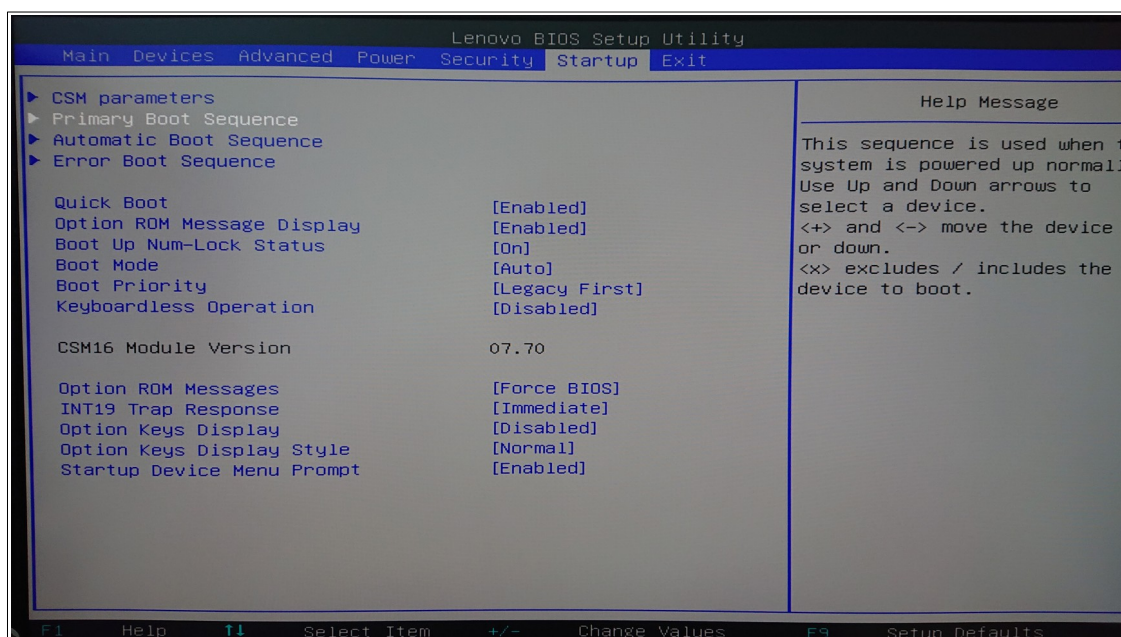 Lenovo BIOS Setup Utility
Main Devices Advanced Power Security Startup Exit
CSM parameters
Primary Boot Sequence
Automatic Boot Sequence
Error Boot Sequence
Quick Boot [Enabled]
Option ROM Message Display [Enabled]
Boot Up Num-Lock Status [On]
Boot Mode [Auto]
Boot Priority [Legacy First]
Keyboardless Operation [Disabled]
CSM16 Module Version 07.70
Option ROM Messages [Force BIOS]
INT19 Trap Response [Immediate]
Option Keys Display [Disabled]
Option Keys Display Style [Normal]
Startup Device Menu Prompt [Enabled]
Help Message
This sequence is used when
system is powered up
Use Up and Down arrows to
select a device.
<+> and <-> move the device
or down.
<x> excludes / includes the
device to boot.
F1 Help ↑↓ Select Item +/- Change Values F9 Setup Defaults